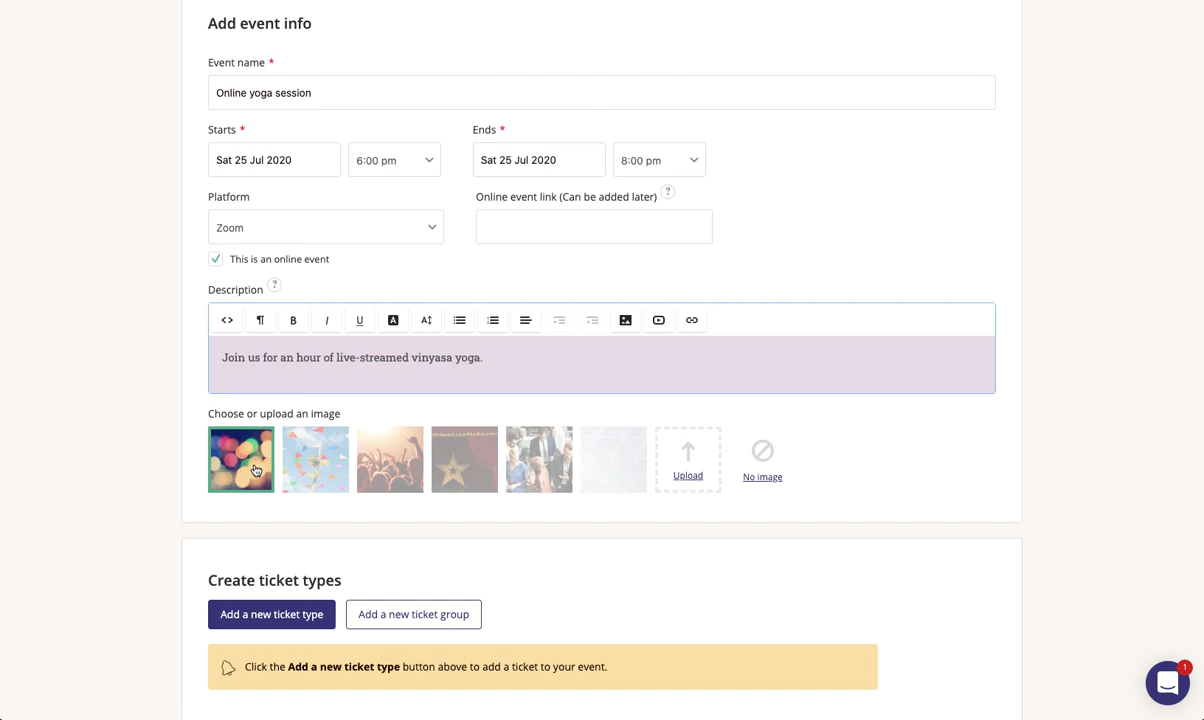 Add event info
Event name *
Online yoga session
Starts * Ends *
Sat 25 Jul 2020 6:00 pm Sat 25 Jul 2020 8:00 pm
Platform Online event link (Can be added later) ?
Zoom
This is an online event
Description ?
<> ¶ B I U A A↕
Join us for an hour of live-streamed vinyasa yoga.
Choose or upload an image
Upload No image
Create ticket types
Add a new ticket type Add a new ticket group
Click the Add a new ticket type button above to add a ticket to your event.
1